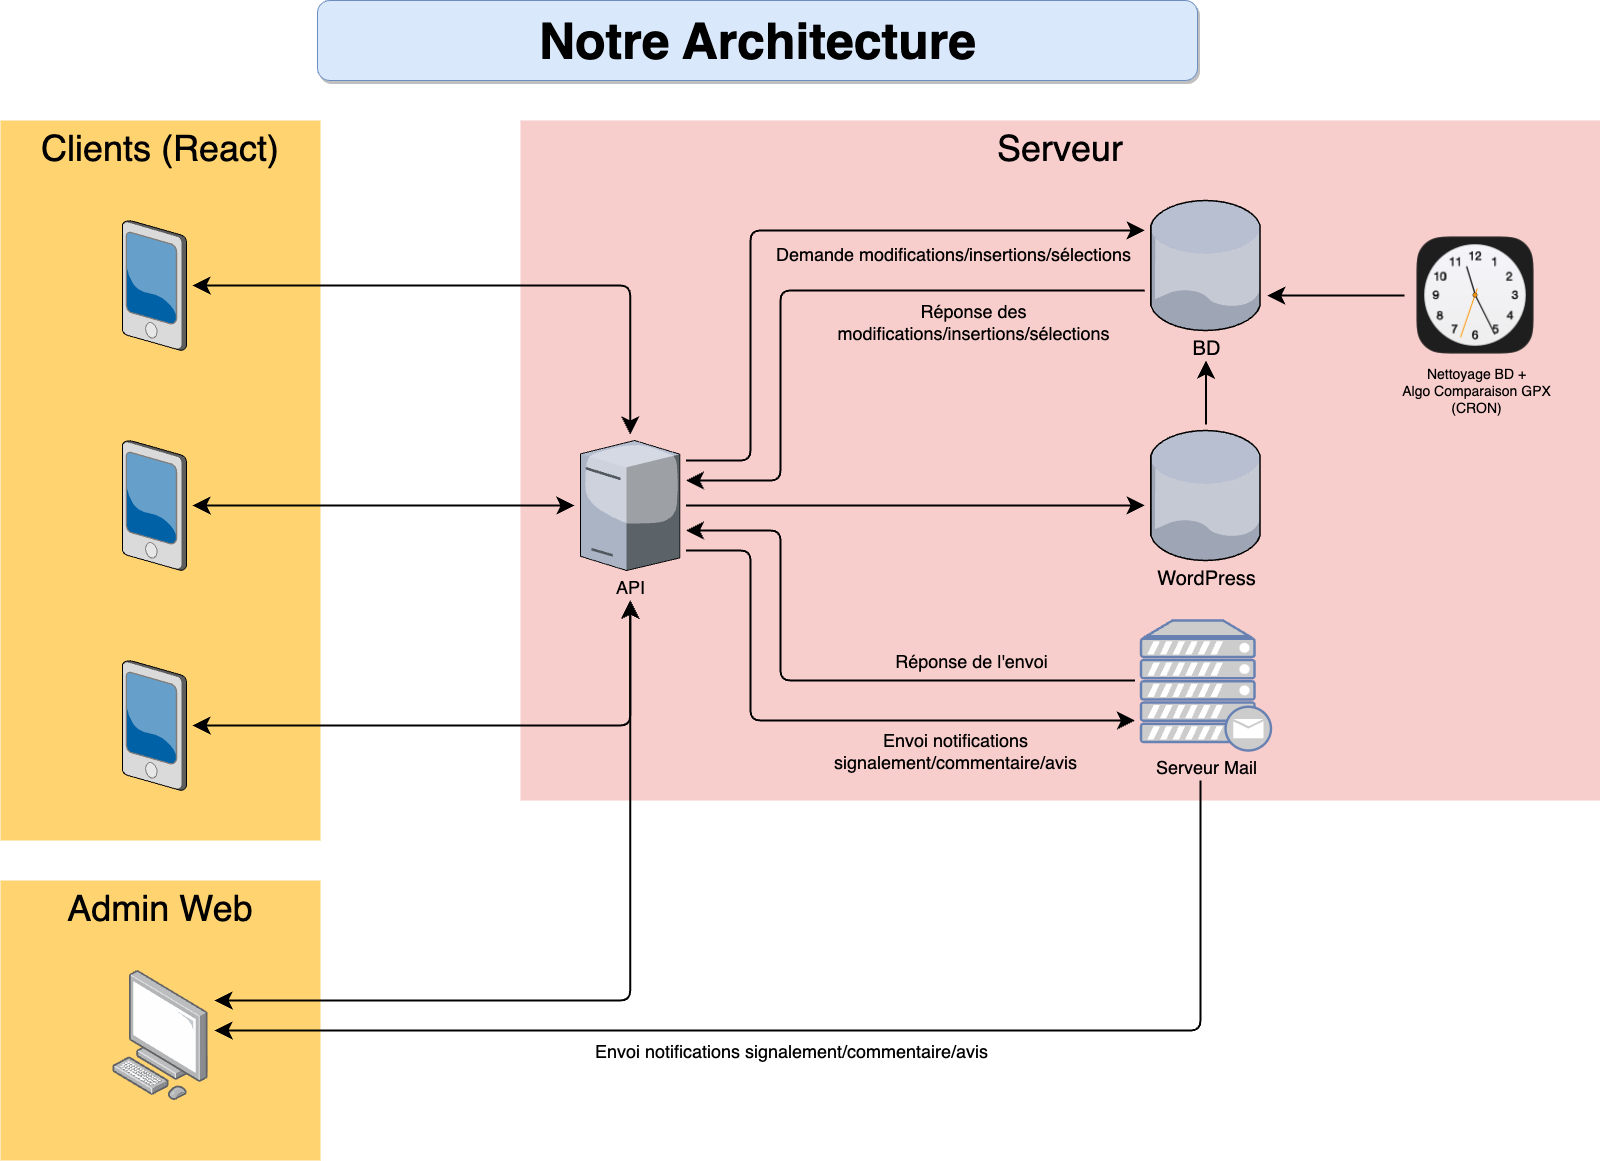 Notre Architecture
Clients (React)
Serveur
Demande modifications/insertions/sélections
Réponse des
modifications/insertions/sélections
BD
12
1
2
3
4
5
6
7
8
9
10
11
Nettoyage BD +
Algo Comparaison GPX
(CRON)
API
WordPress
Réponse de l'envoi
Envoi notifications
signalement/commentaire/avis
Serveur Mail
Admin Web
Envoi notifications signalement/commentaire/avis